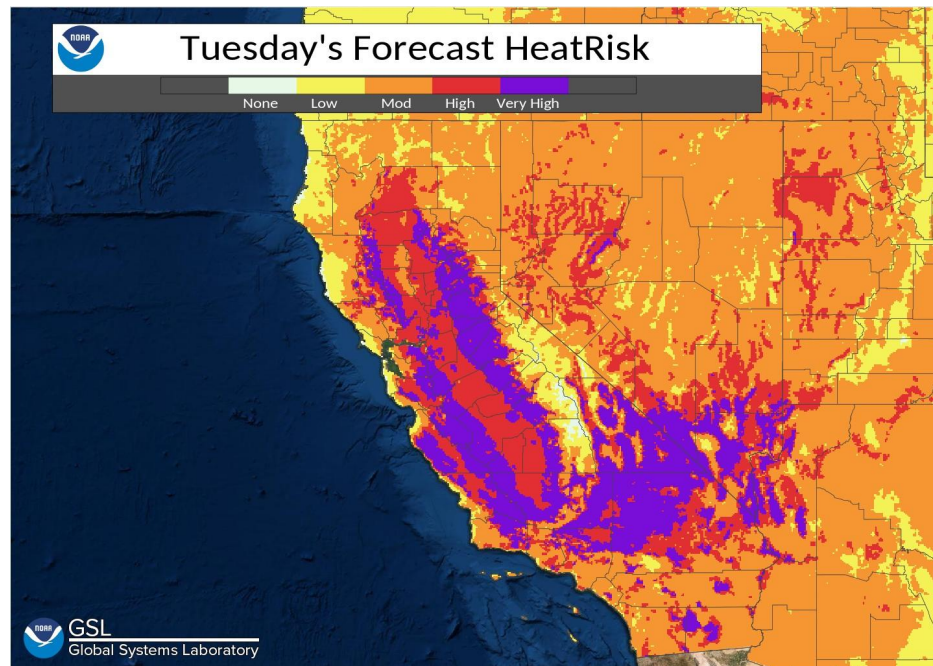 NOAA
Tuesday's Forecast HeatRisk
None Low Mod High Very High
NOAA
GSL
Global Systems Laboratory